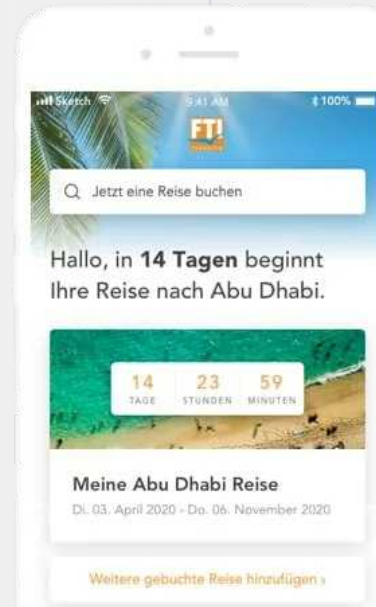 Sketch 9:41 AM 100%
FTI
Jetzt eine Reise buchen
Hallo, in 14 Tagen beginnt
Ihre Reise nach Abu Dhabi.
14 23 59
TAGE STUNDEN MINUTEN
Meine Abu Dhabi Reise
Di. 03. April 2020 - Do. 06. November 2020
Weitere gebuchte Reise hinzufügen ›